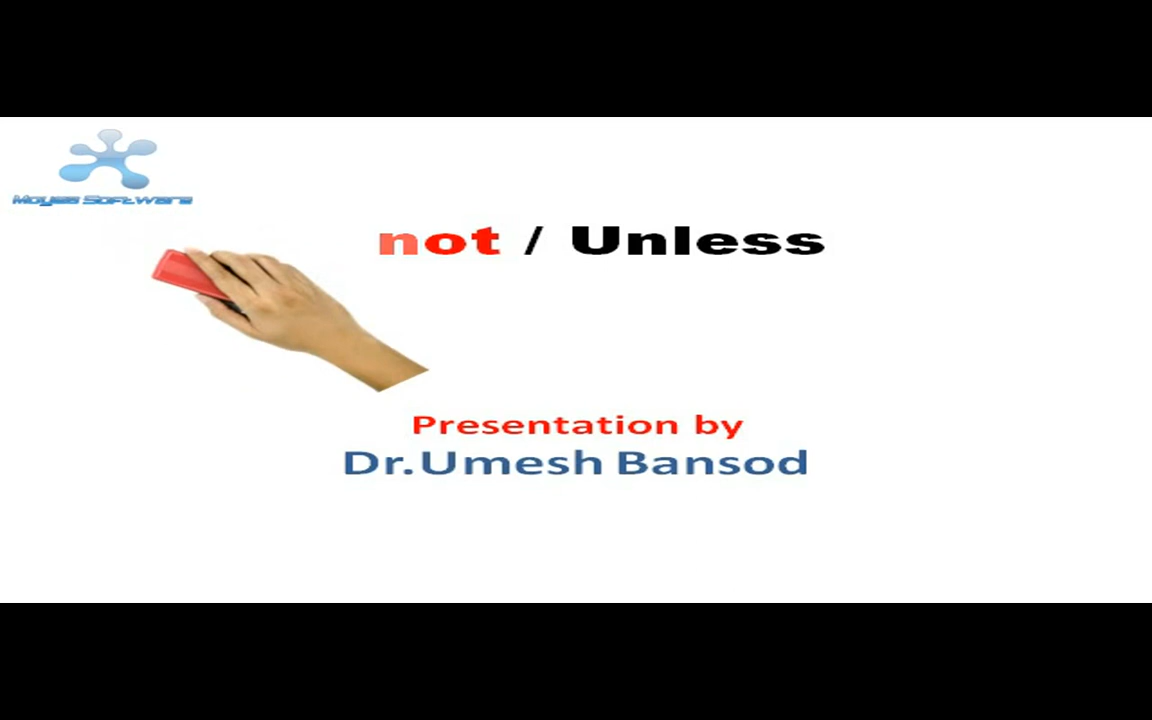 Moyea Software
not / Unless
Presentation by
Dr.Umesh Bansod